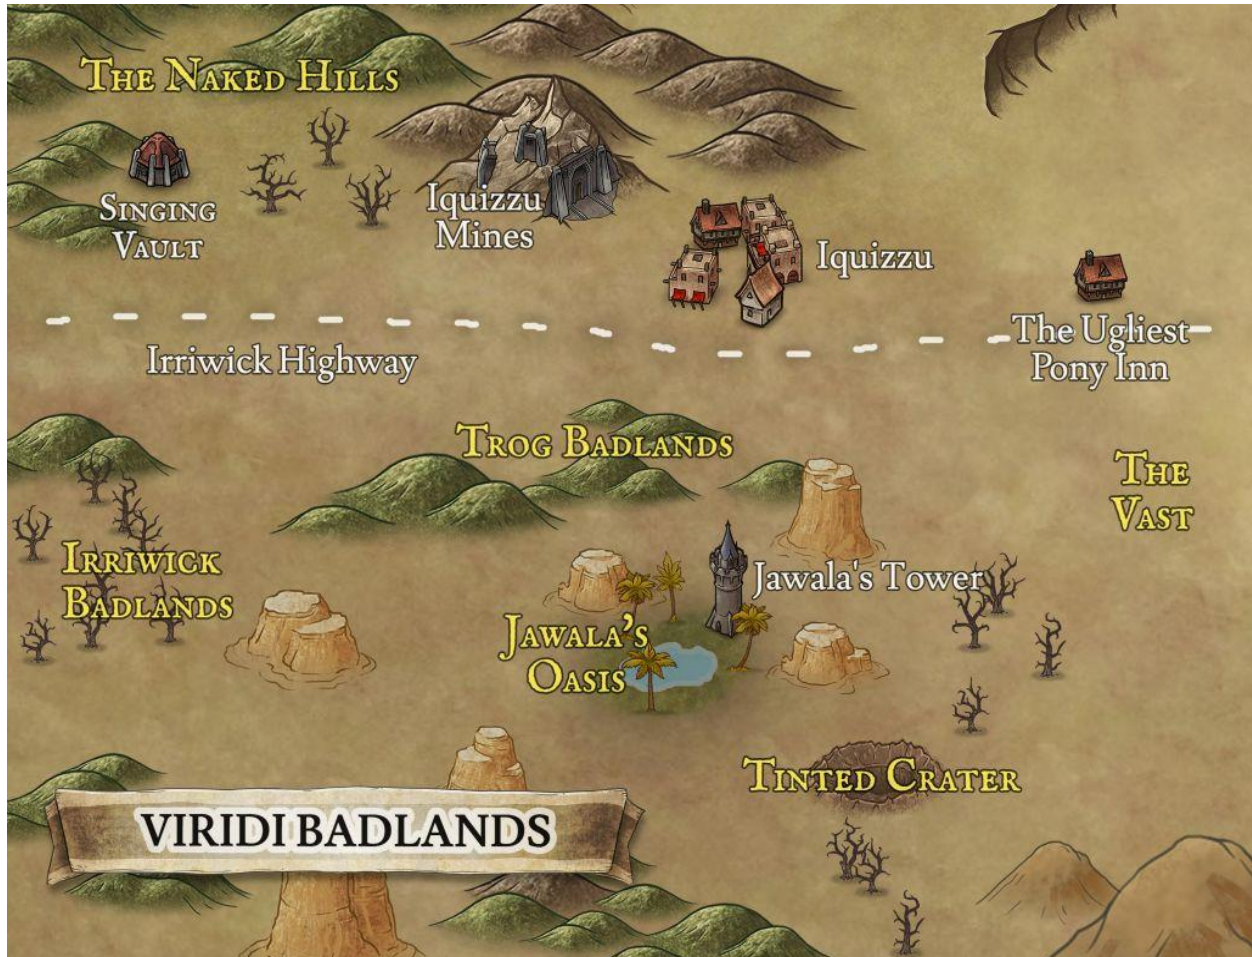 The Naked Hills
Singing
Vault
Iquizzu
Mines
Iquizzu
The Ugliest
Pony Inn
Irriwick Highway
Trog Badlands
The
Vast
Irriwick
Badlands
Jawala's Tower
Jawala's
Oasis
Tinted Crater
VIRIDI BADLANDS